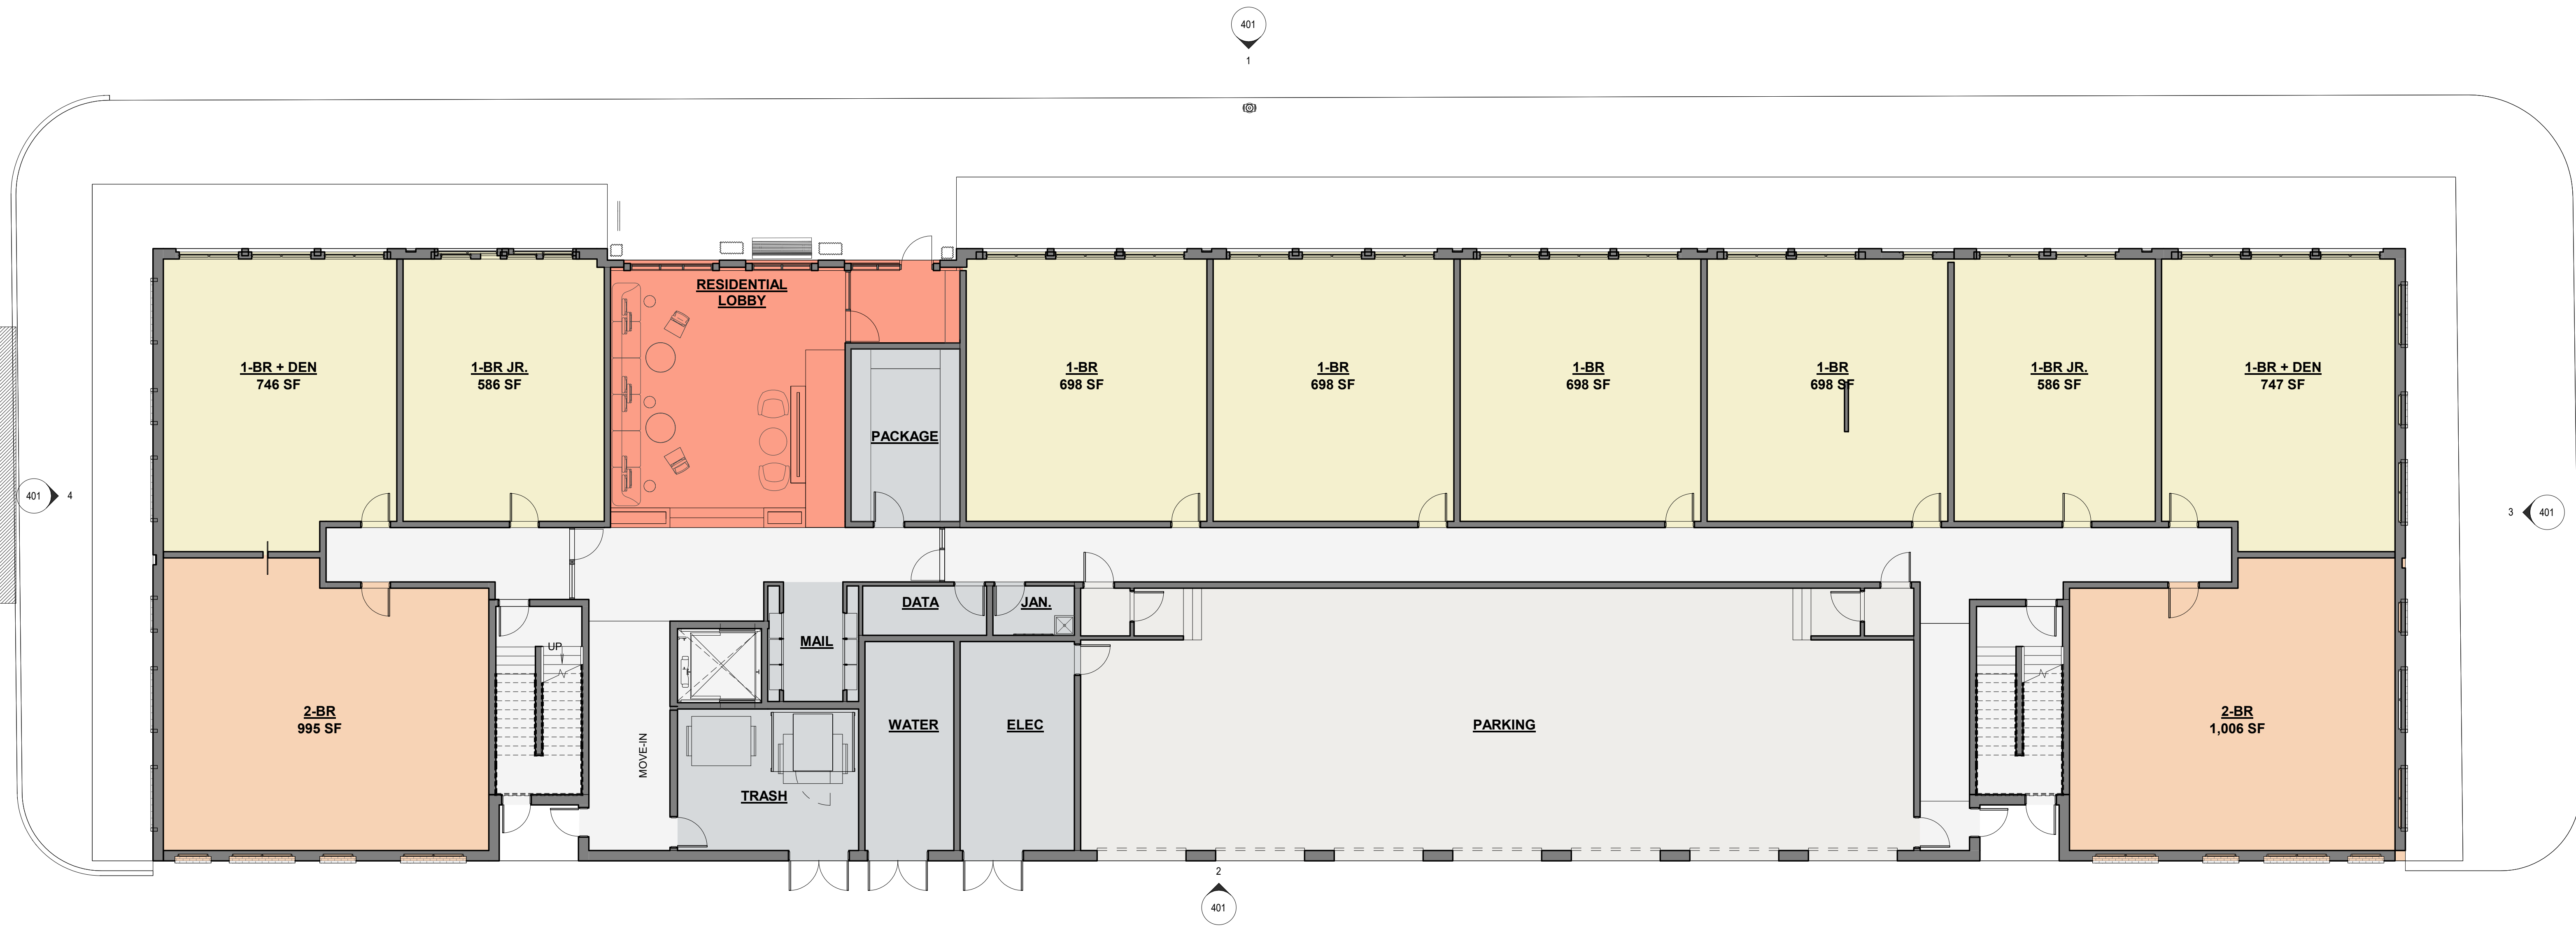 401
1
RESIDENTIAL
LOBBY
1-BR + DEN
746 SF
1-BR JR.
586 SF
1-BR
698 SF
1-BR
698 SF
1-BR
698 SF
1-BR
698 SF
1-BR JR.
586 SF
1-BR + DEN
747 SF
PACKAGE
401
4
3
401
DATA
JAN.
MAIL
UP
2-BR
995 SF
MOVE-IN
WATER
ELEC
PARKING
2-BR
1,006 SF
TRASH
2
401